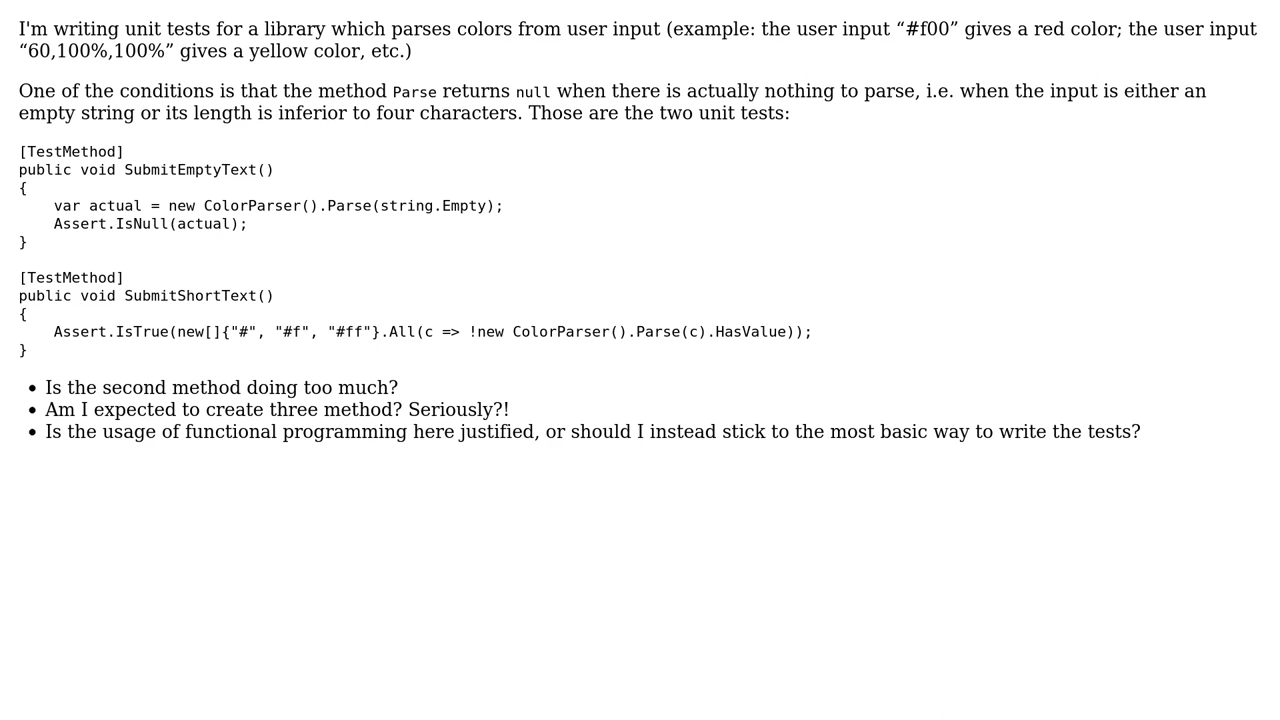 I'm writing unit tests for a library which parses colors from user input (example: the user input “#f00” gives a red color; the user input
“60,100%,100%” gives a yellow color, etc.)
One of the conditions is that the method Parse returns null when there is actually nothing to parse, i.e. when the input is either an
empty string or its length is inferior to four characters. Those are the two unit tests:
[TestMethod]
public void SubmitEmptyText()
{
    var actual = new ColorParser().Parse(string.Empty);
    Assert.IsNull(actual);
}
[TestMethod]
public void SubmitShortText()
{
    Assert.IsTrue(new[]{"#", "#f", "#ff"}.All(c => !new ColorParser().Parse(c).HasValue));
}
• Is the second method doing too much?
• Am I expected to create three method? Seriously?!
• Is the usage of functional programming here justified, or should I instead stick to the most basic way to write the tests?